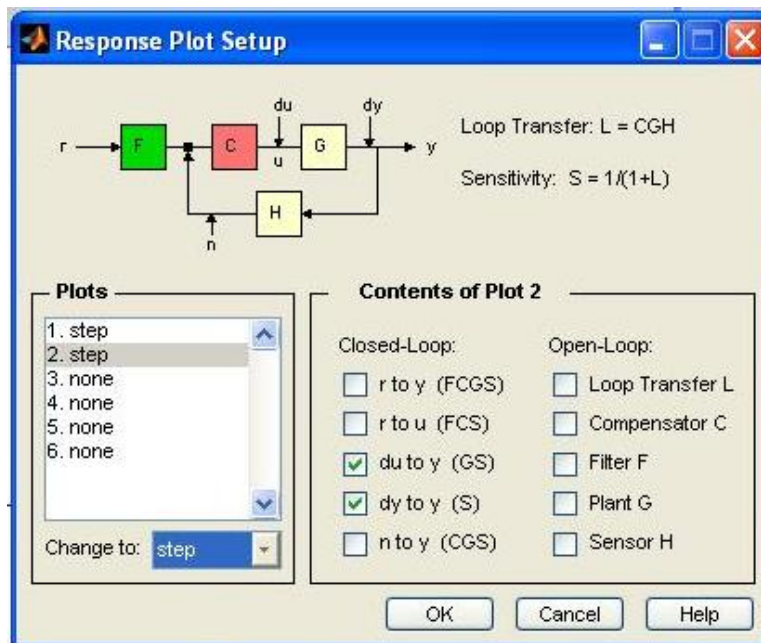 Response Plot Setup
du
dy
r
F
C
u
G
y
H
n
Loop Transfer: L = CGH
Sensitivity: S = 1/(1+L)
Plots
1. step
2. step
3. none
4. none
5. none
6. none
Change to: step
Contents of Plot 2
Closed-Loop:
r to y (FCGS)
r to u (FCS)
du to y (GS)
dy to y (S)
n to y (CGS)
Open-Loop:
Loop Transfer L
Compensator C
Filter F
Plant G
Sensor H
OK
Cancel
Help